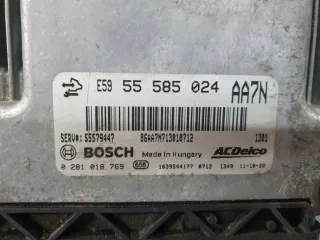 E59 55 585 024 AA7N
SERV#: 55579447 86AA7N713010712 1301
BOSCH Made in Hungary ACDelco
0 281 018 769 658 1039S44177 0712 1349 11-10-20